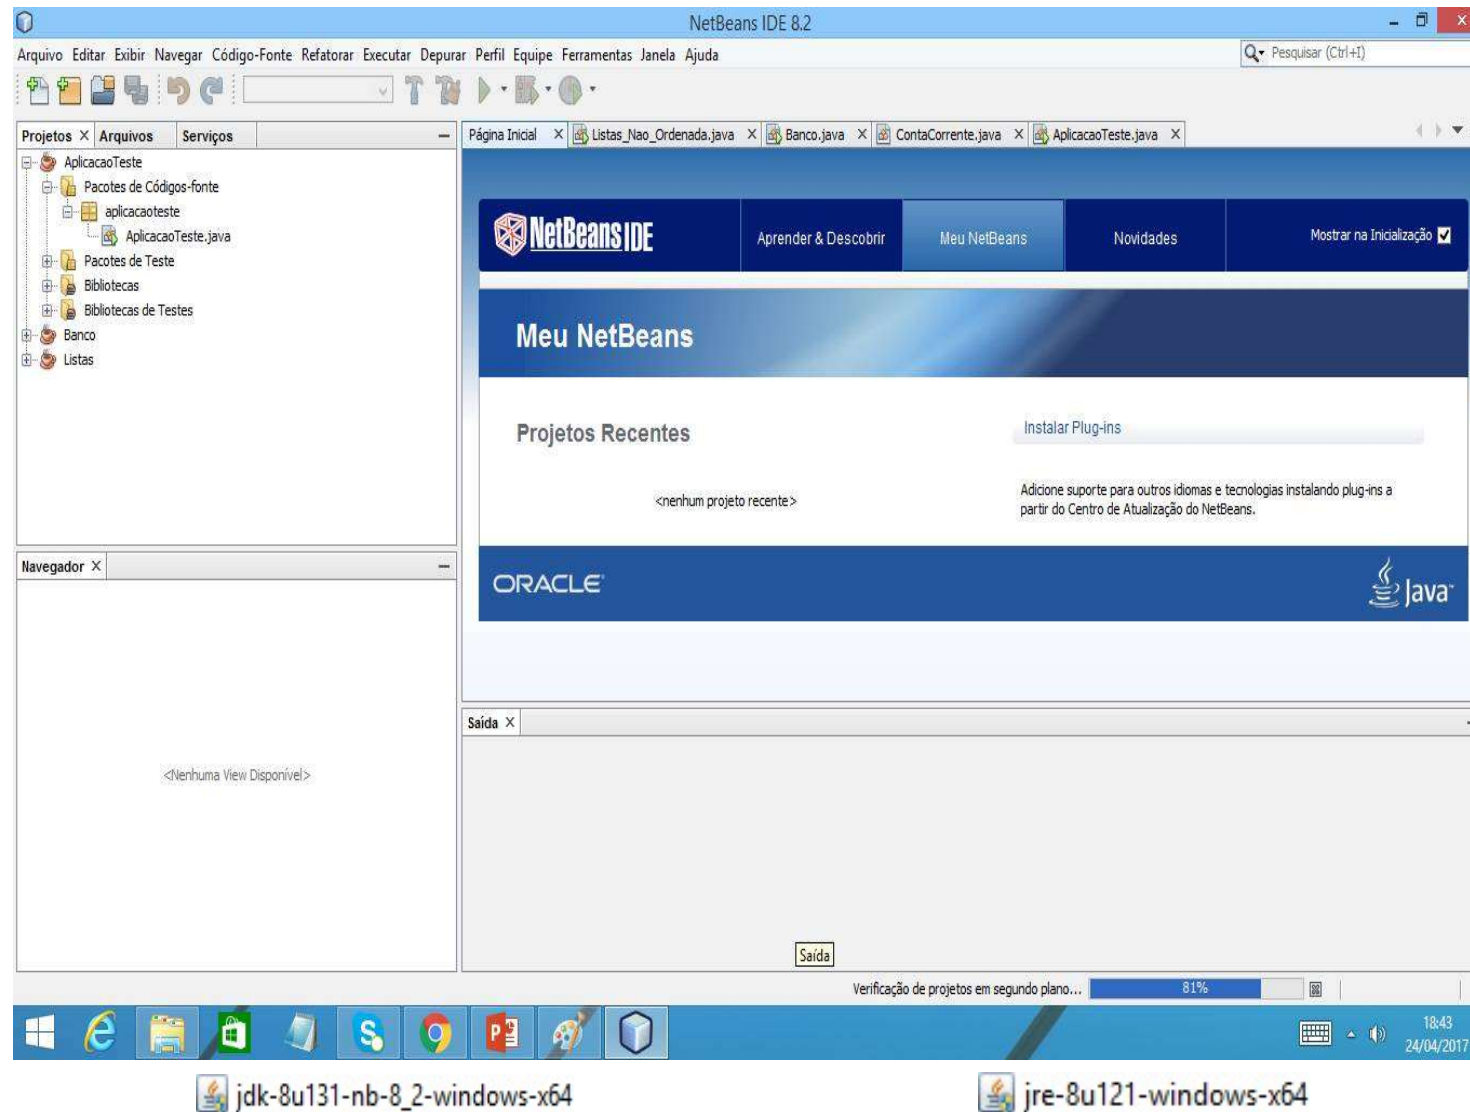 NetBeans IDE 8.2
Arquivo Editar Exibir Navegar Código-Fonte Refatorar Executar Depurar Perfil Equipe Ferramentas Janela Ajuda
Pesquisar (Ctrl+I)
Projetos X Arquivos Serviços
AplicacaoTeste
Pacotes de Códigos-fonte
aplicacaoteste
AplicacaoTeste.java
Pacotes de Teste
Bibliotecas
Bibliotecas de Testes
Banco
Listas
Página Inicial X Listas_Nao_Ordenada.java X Banco.java X ContaCorrente.java X AplicacaoTeste.java X
NetBeans IDE
Aprender & Descobrir
Meu NetBeans
Novidades
Mostrar na Inicialização
Meu NetBeans
Projetos Recentes
<nenhum projeto recente>
Instalar Plug-ins
Adicione suporte para outros idiomas e tecnologias instalando plug-ins a
partir do Centro de Atualização do NetBeans.
ORACLE
Java
Navegador X
<Nenhuma View Disponível>
Saída X
Saída
Verificação de projetos em segundo plano... 81%
18:43
24/04/2017
jdk-8u131-nb-8_2-windows-x64
jre-8u121-windows-x64